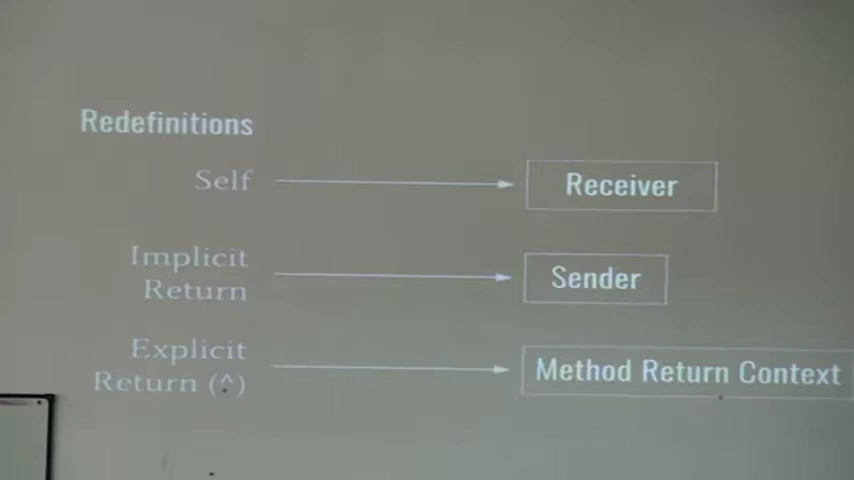 Redefinitions
Self
Receiver
Implicit
Return
Sender
Explicit
Return (^)
Method Return Context